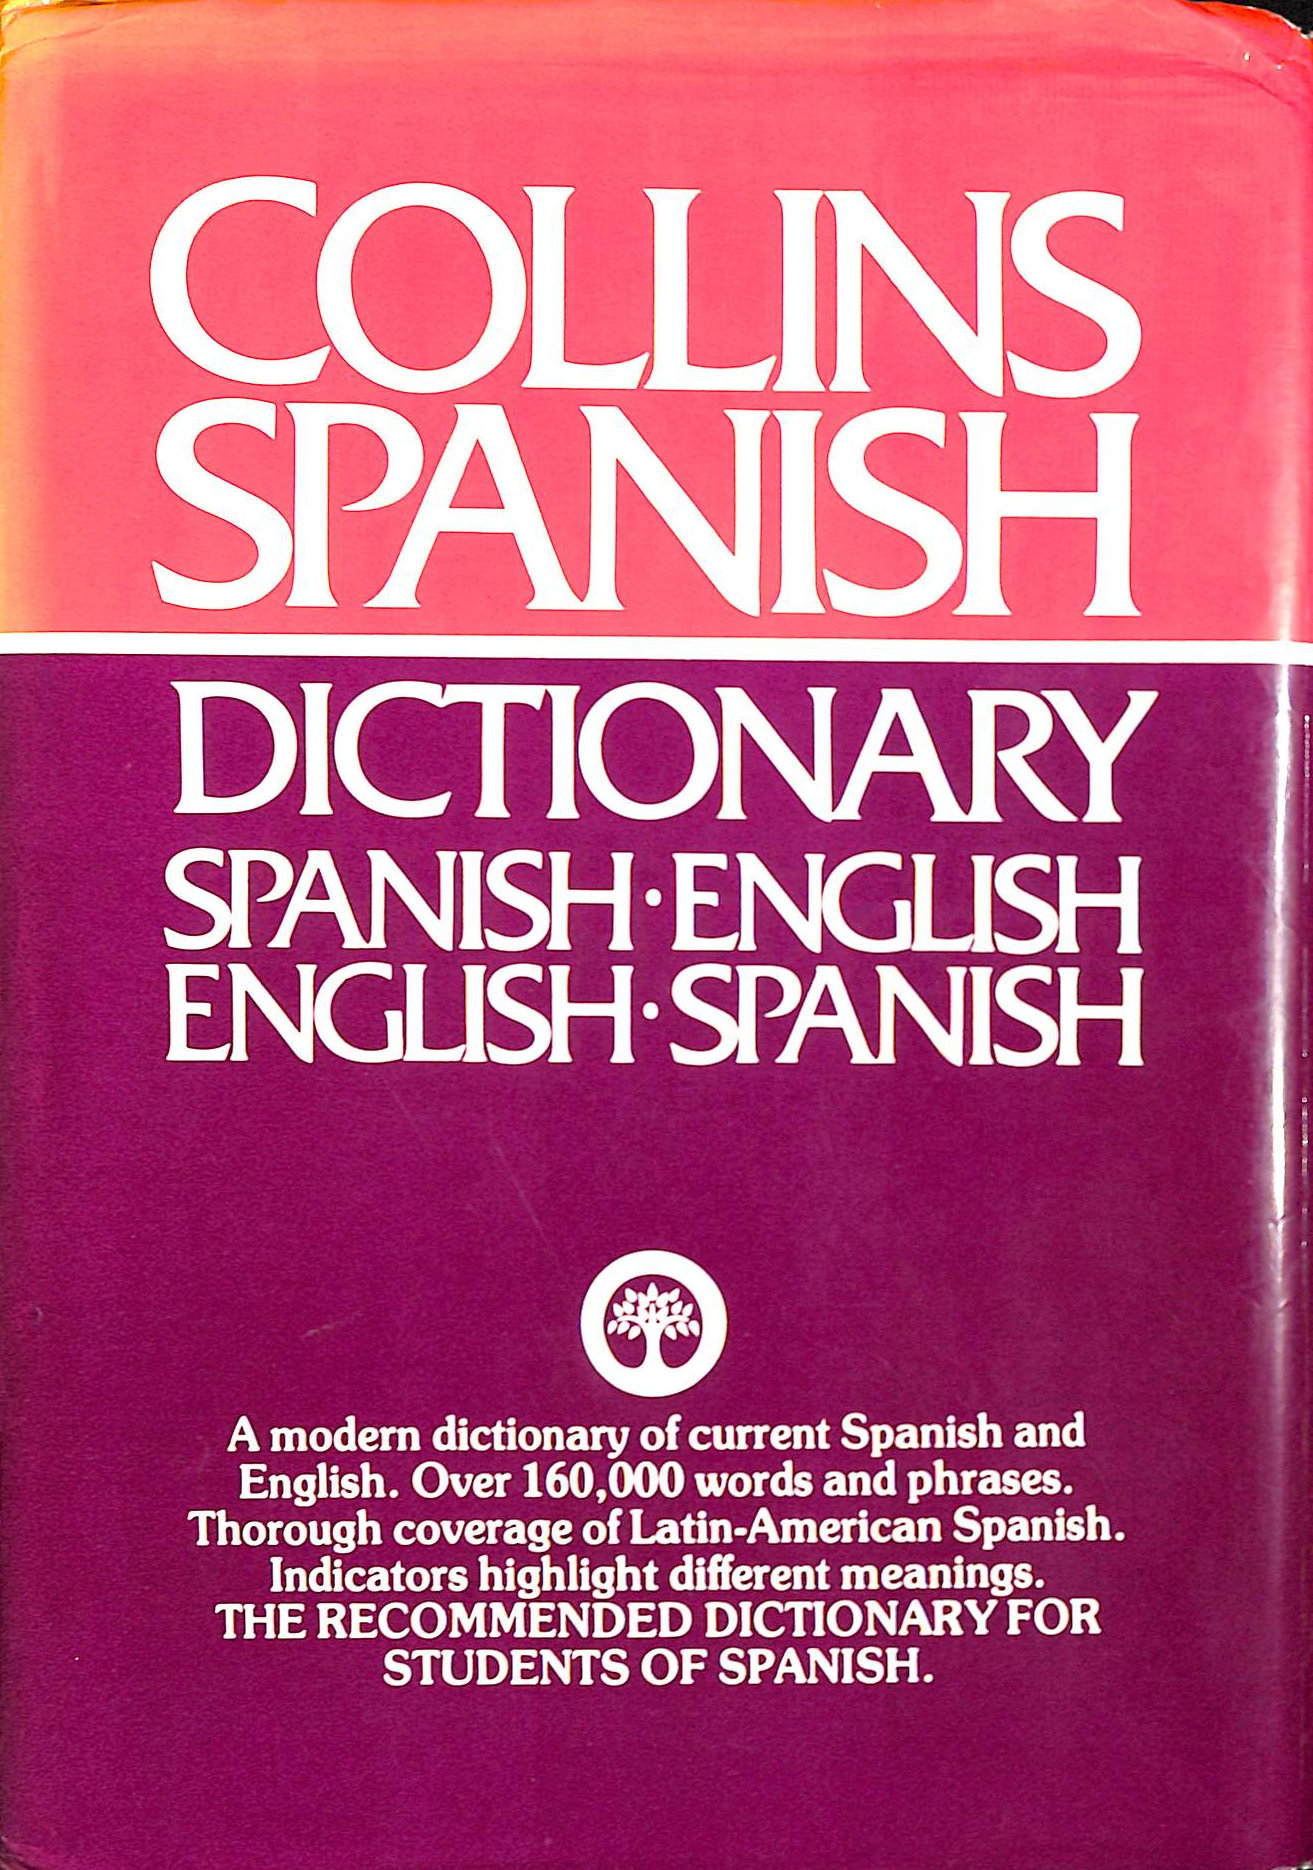 COLLINS
SPANISH
DICTIONARY
SPANISH·ENGLISH
ENGLISH·SPANISH
A modern dictionary of current Spanish and
English. Over 160,000 words and phrases.
Thorough coverage of Latin-American Spanish.
Indicators highlight different meanings.
THE RECOMMENDED DICTIONARY FOR
STUDENTS OF SPANISH.